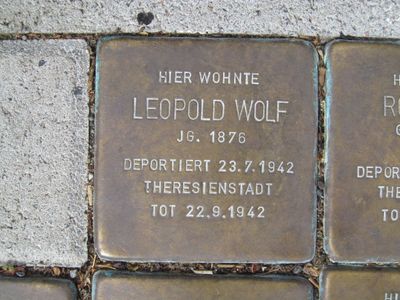 HIER WOHNTE
LEOPOLD WOLF
JG. 1876
DEPORTIERT 23.7.1942
THERESIENSTADT
TOT 22.9.1942